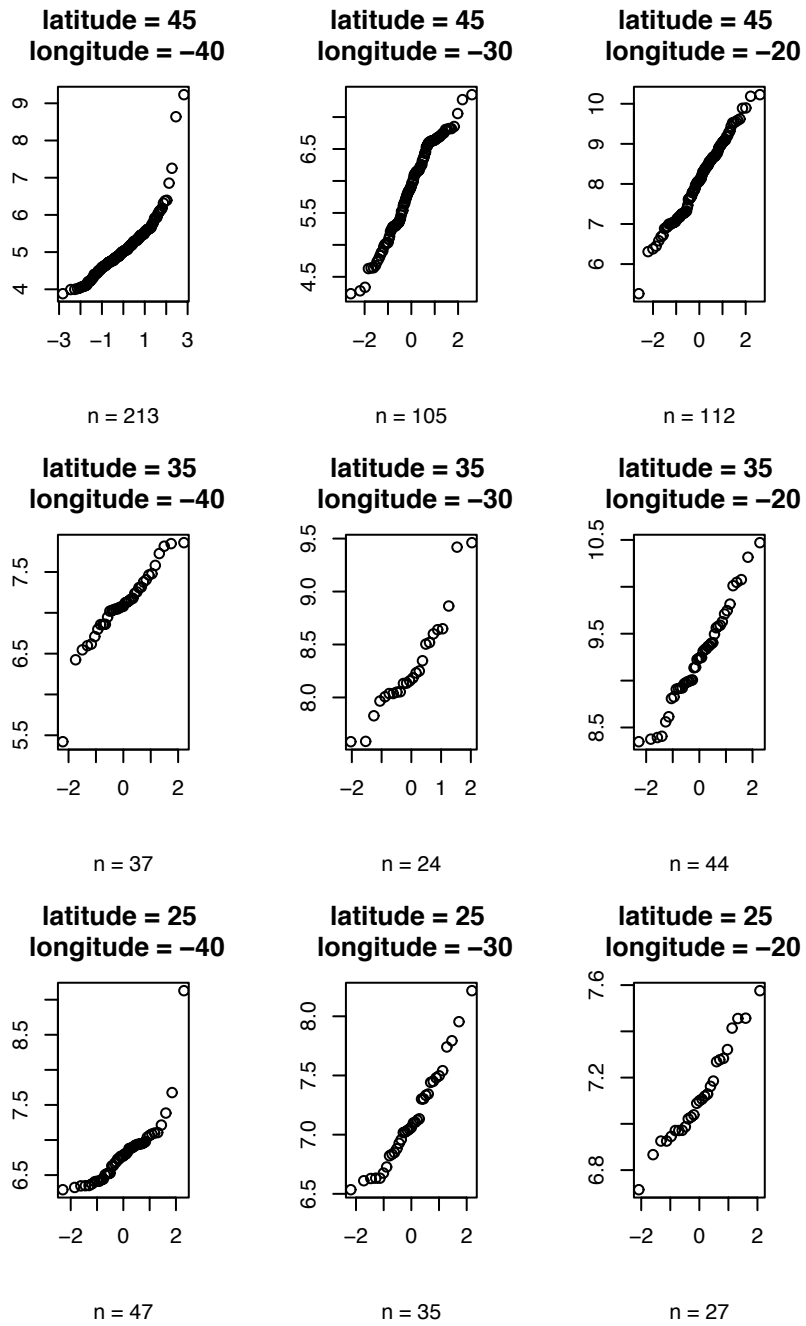 latitude = 45
longitude = −40
latitude = 45
longitude = −30
latitude = 45
longitude = −20
9
8
7
6
5
4
−3 −1 1 3
6.5
5.5
4.5
−2 0 2
10
9
8
7
6
−2 0 2
n = 213
n = 105
n = 112
latitude = 35
longitude = −40
latitude = 35
longitude = −30
latitude = 35
longitude = −20
7.5
6.5
5.5
−2 0 2
9.5
9.0
8.5
8.0
−2 0 1 2
10.5
9.5
8.5
−2 0 2
n = 37
n = 24
n = 44
latitude = 25
longitude = −40
latitude = 25
longitude = −30
latitude = 25
longitude = −20
8.5
7.5
6.5
−2 0 2
8.0
7.5
7.0
6.5
−2 0 2
7.6
7.2
6.8
−2 0 2
n = 47
n = 35
n = 27